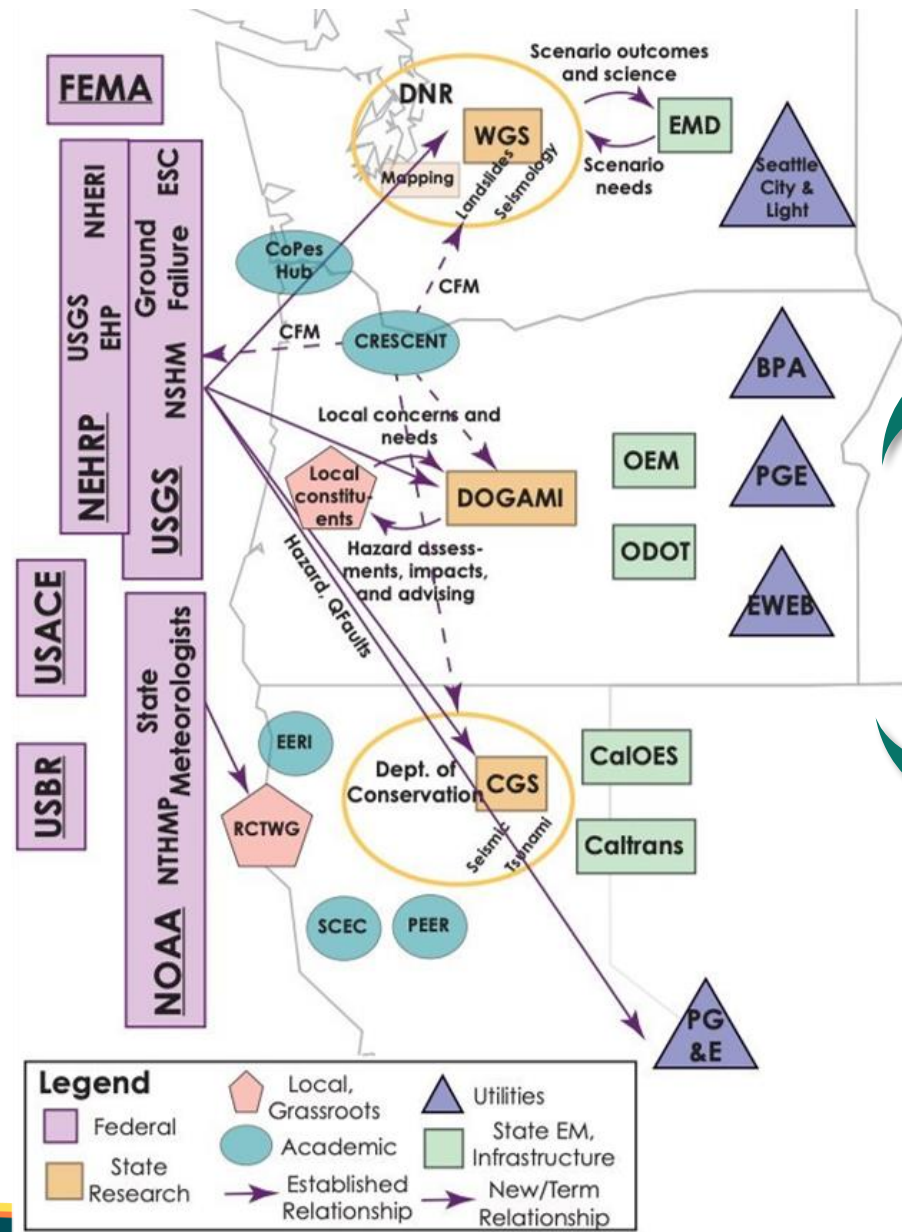 FEMA
NEHRP
USGS
EHP
NHERI
USGS
NSHM
Ground
Failure
ESC
USACE
USBR
NOAA
NTHMP
State
Meteorologists
DNR
WGS
Mapping
Landslides
Seismology
Scenario outcomes
and science
EMD
Scenario
needs
Seattle
City &
Light
CoPes
Hub
CFM
CFM
CRESCENT
BPA
Local concerns and
needs
Local
constitu-
ents
DOGAMI
OEM
PGE
Hazard assess-
ments, impacts,
and advising
ODOT
EWEB
Hazard, QFaults
EERI
RCTWG
Dept. of
Conservation
CGS
Seismic
Tsunami
CalOES
Caltrans
SCEC
PEER
PG
&E
Legend
Federal
State
Research
Local,
Grassroots
Academic
Established
Relationship
Utilities
State EM,
Infrastructure
New/Term
Relationship